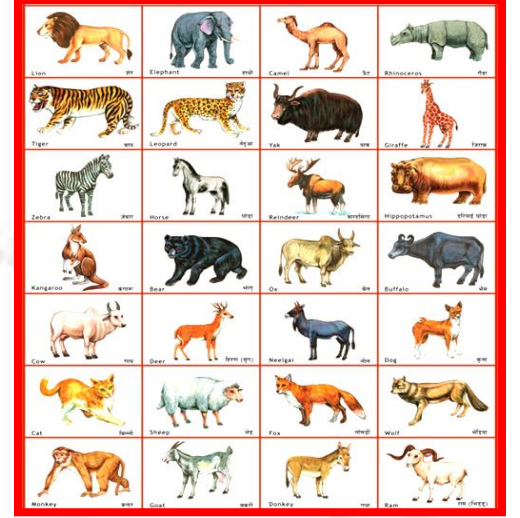 Lion शेर
Elephant हाथी
Camel ऊँट
Rhinoceros गेंडा
Tiger बाघ
Leopard तेंदुआ
Yak याक
Giraffe जिराफ
Zebra जेबरा
Horse घोड़ा
Reindeer बारहसिंगा
Hippopotamus दरियाई घोड़ा
Kangaroo कंगारू
Bear भालू
Ox बैल
Buffalo भैंस
Cow गाय
Deer हिरण (मृग)
Neelgai
Dog कुत्ता
Cat बिल्ली
Sheep भेड़
Fox लोमड़ी
Wolf भेड़िया
Monkey बन्दर
Goat बकरी
Donkey गधा
Ram